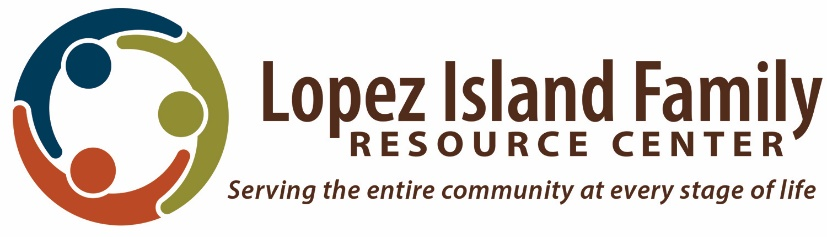 Lopez Island Family
RESOURCE CENTER
Serving the entire community at every stage of life